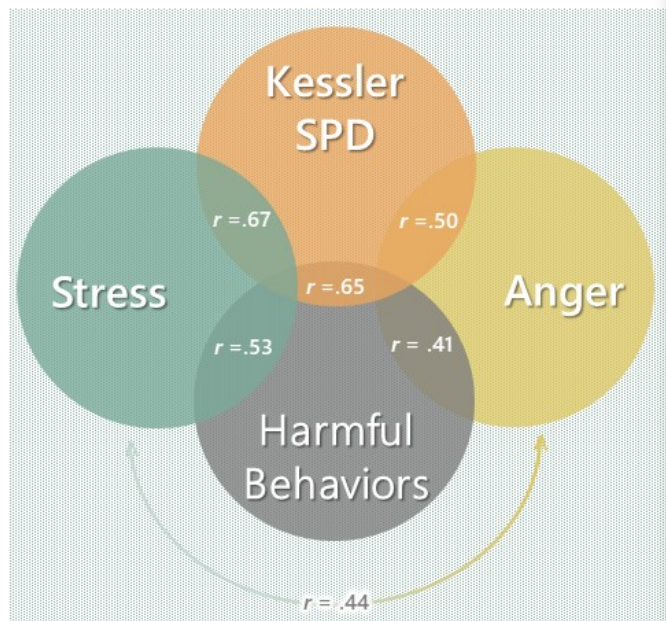 Kessler
SPD
r =.67
r =.50
Stress
r =.65
Anger
r =.53
r = .41
Harmful
Behaviors
r = .44